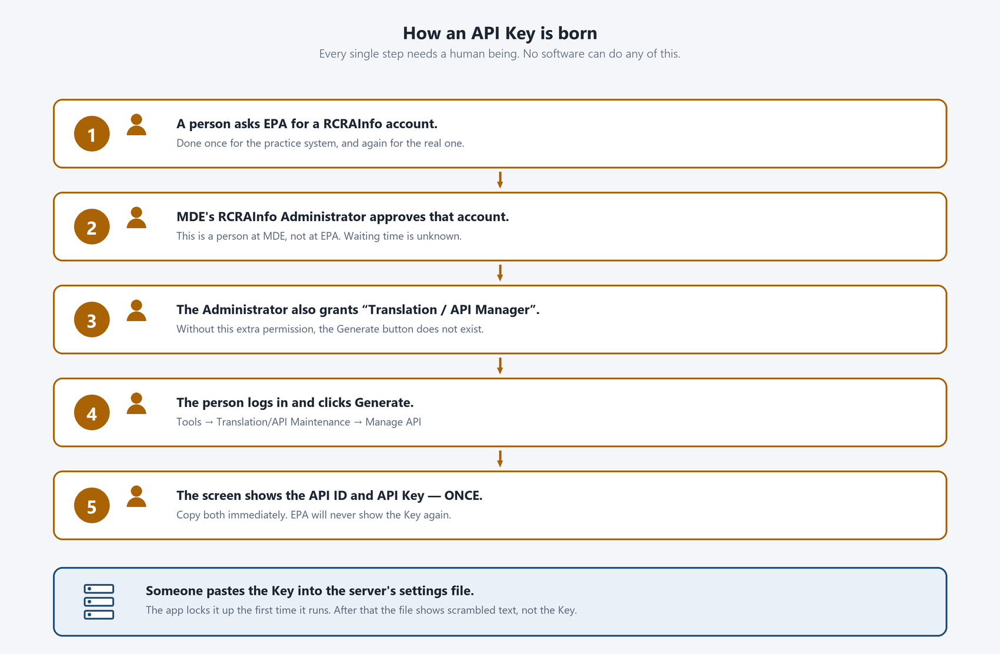 How an API Key is born
Every single step needs a human being. No software can do any of this.
1
A person asks EPA for a RCRAInfo account.
Done once for the practice system, and again for the real one.
2
MDE's RCRAInfo Administrator approves that account.
This is a person at MDE, not at EPA. Waiting time is unknown.
3
The Administrator also grants “Translation / API Manager”.
Without this extra permission, the Generate button does not exist.
4
The person logs in and clicks Generate.
Tools → Translation/API Maintenance → Manage API
5
The screen shows the API ID and API Key — ONCE.
Copy both immediately. EPA will never show the Key again.
Someone pastes the Key into the server's settings file.
The app locks it up the first time it runs. After that the file shows scrambled text, not the Key.